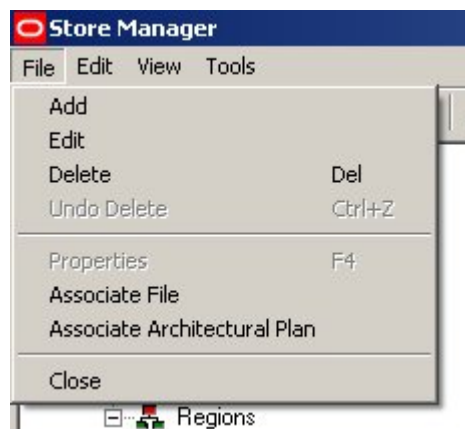 Store Manager
File Edit View Tools
Add
Edit
Delete Del
Undo Delete Ctrl+Z
Properties F4
Associate File
Associate Architectural Plan
Close
Regions